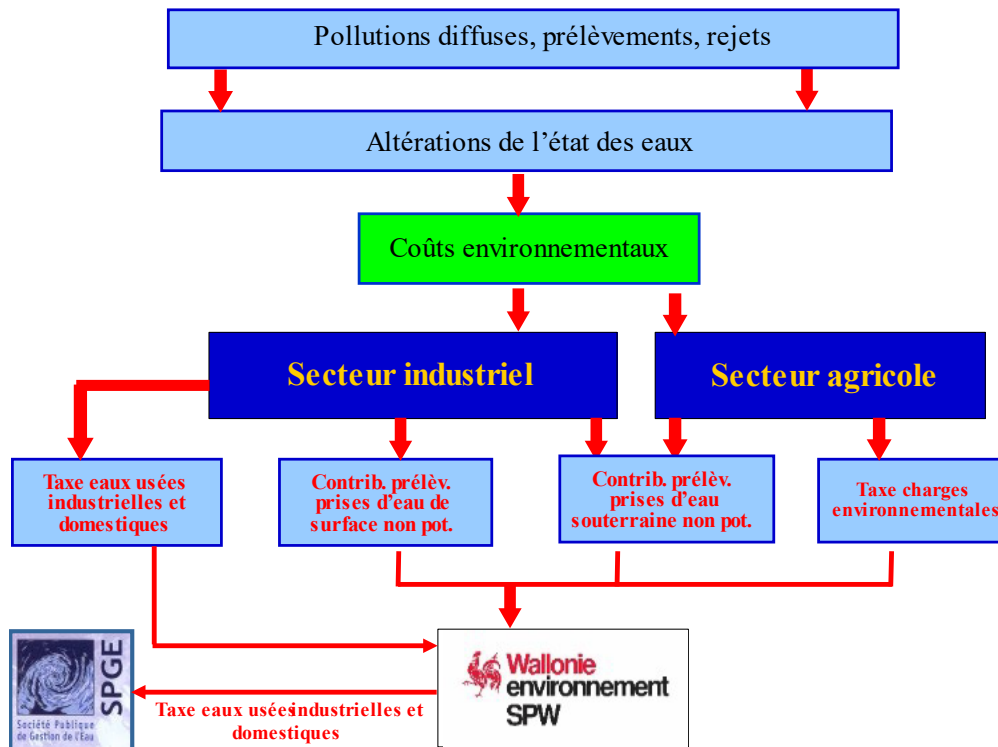 Pollutions diffuses, prélèvements, rejets
Altérations de l'état des eaux
Coûts environnementaux
Secteur industriel
Secteur agricole
Taxe eaux usées
industrielles et
domestiques
Contrib. prélèv.
prises d'eau de
surface non pot.
Contrib. prélèv.
prises d'eau
souterraine non pot.
Taxe charges
environnementales
SPGE
Société Publique
de Gestion de l'Eau
Taxe eaux uséesindustrielles et
domestiques
Wallonie
environnement
SPW